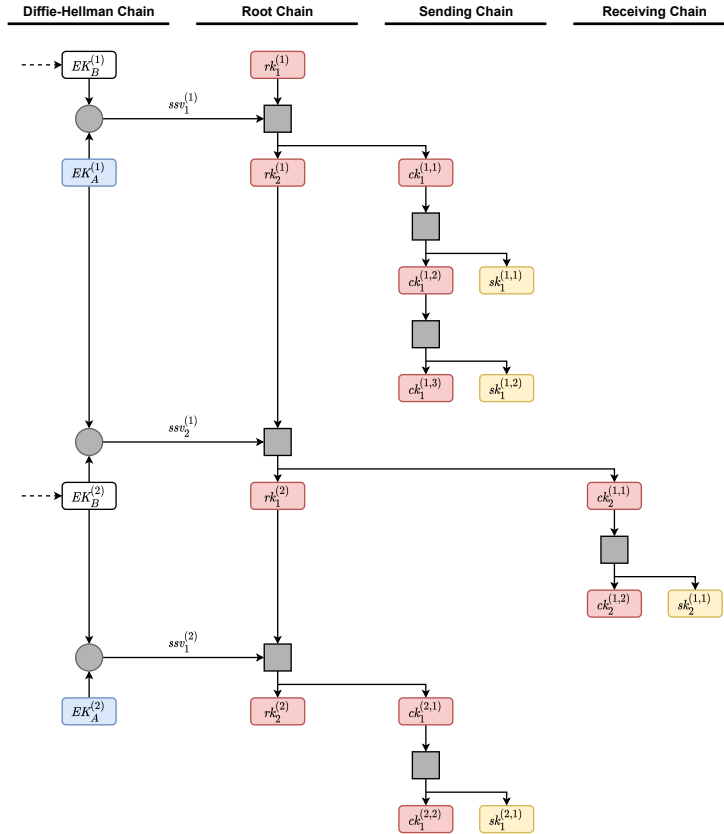 Diffie-Hellman Chain Root Chain Sending Chain Receiving Chain
$EK_B^{(1)}$ $rk_1^{(1)}$
$ssv_1^{(1)}$
$EK_A^{(1)}$ $rk_2^{(1)}$ $ck_1^{(1,1)}$
$ck_1^{(1,2)}$ $sk_1^{(1,1)}$
$ck_1^{(1,3)}$ $sk_1^{(1,2)}$
$ssv_2^{(1)}$
$EK_B^{(2)}$ $rk_1^{(2)}$ $ck_2^{(1,1)}$
$ck_2^{(1,2)}$ $sk_2^{(1,1)}$
$ssv_1^{(2)}$
$EK_A^{(2)}$ $rk_2^{(2)}$ $ck_1^{(2,1)}$
$ck_1^{(2,2)}$ $sk_1^{(2,1)}$